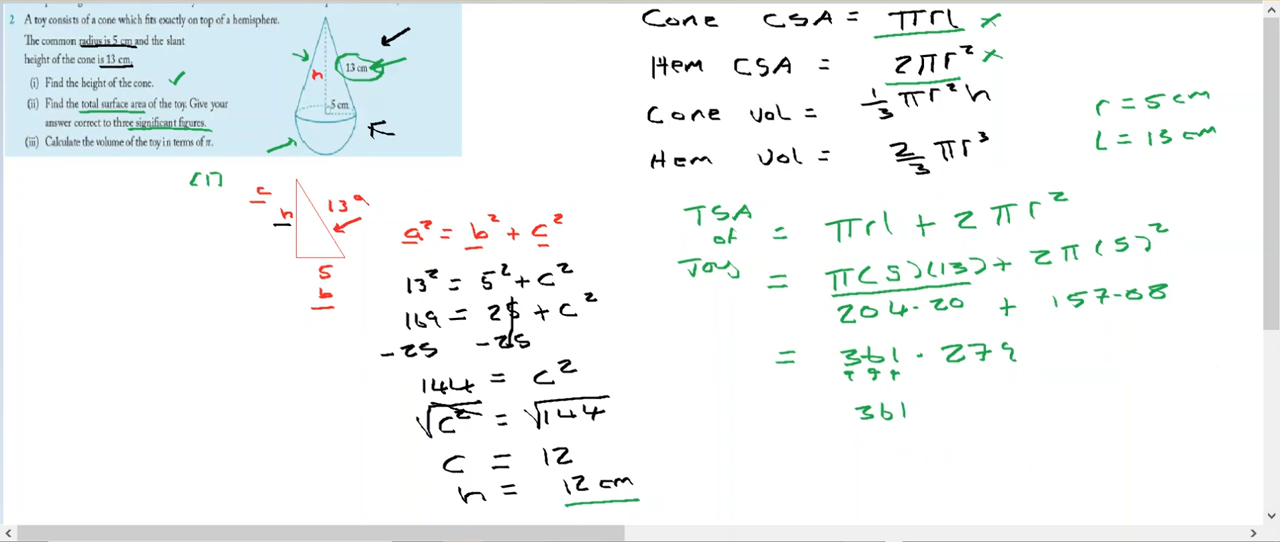 2 A toy consists of a cone which fits exactly on top of a hemisphere.
The common radius is 5 cm and the slant
height of the cone is 13 cm.
(i) Find the height of the cone.
(ii) Find the total surface area of the toy. Give your
answer correct to three significant figures.
(iii) Calculate the volume of the toy in terms of π.
h
13 cm
5 cm
Cone CSA = πrl ×
Hem CSA = 2πr² ×
Cone vol = 1/3 πr²h
Hem vol = 2/3 πr³
r = 5 cm
l = 13 cm
(i)
c
h
13 a
5
b
a² = b² + c²
13² = 5² + c²
169 = 25 + c²
-25 -25
144 = c²
√c² = √144
c = 12
h = 12 cm
TSA of Toy = πrl + 2πr²
= π(5)(13) + 2π(5)²
204.20 + 157.08
= 361.279
361